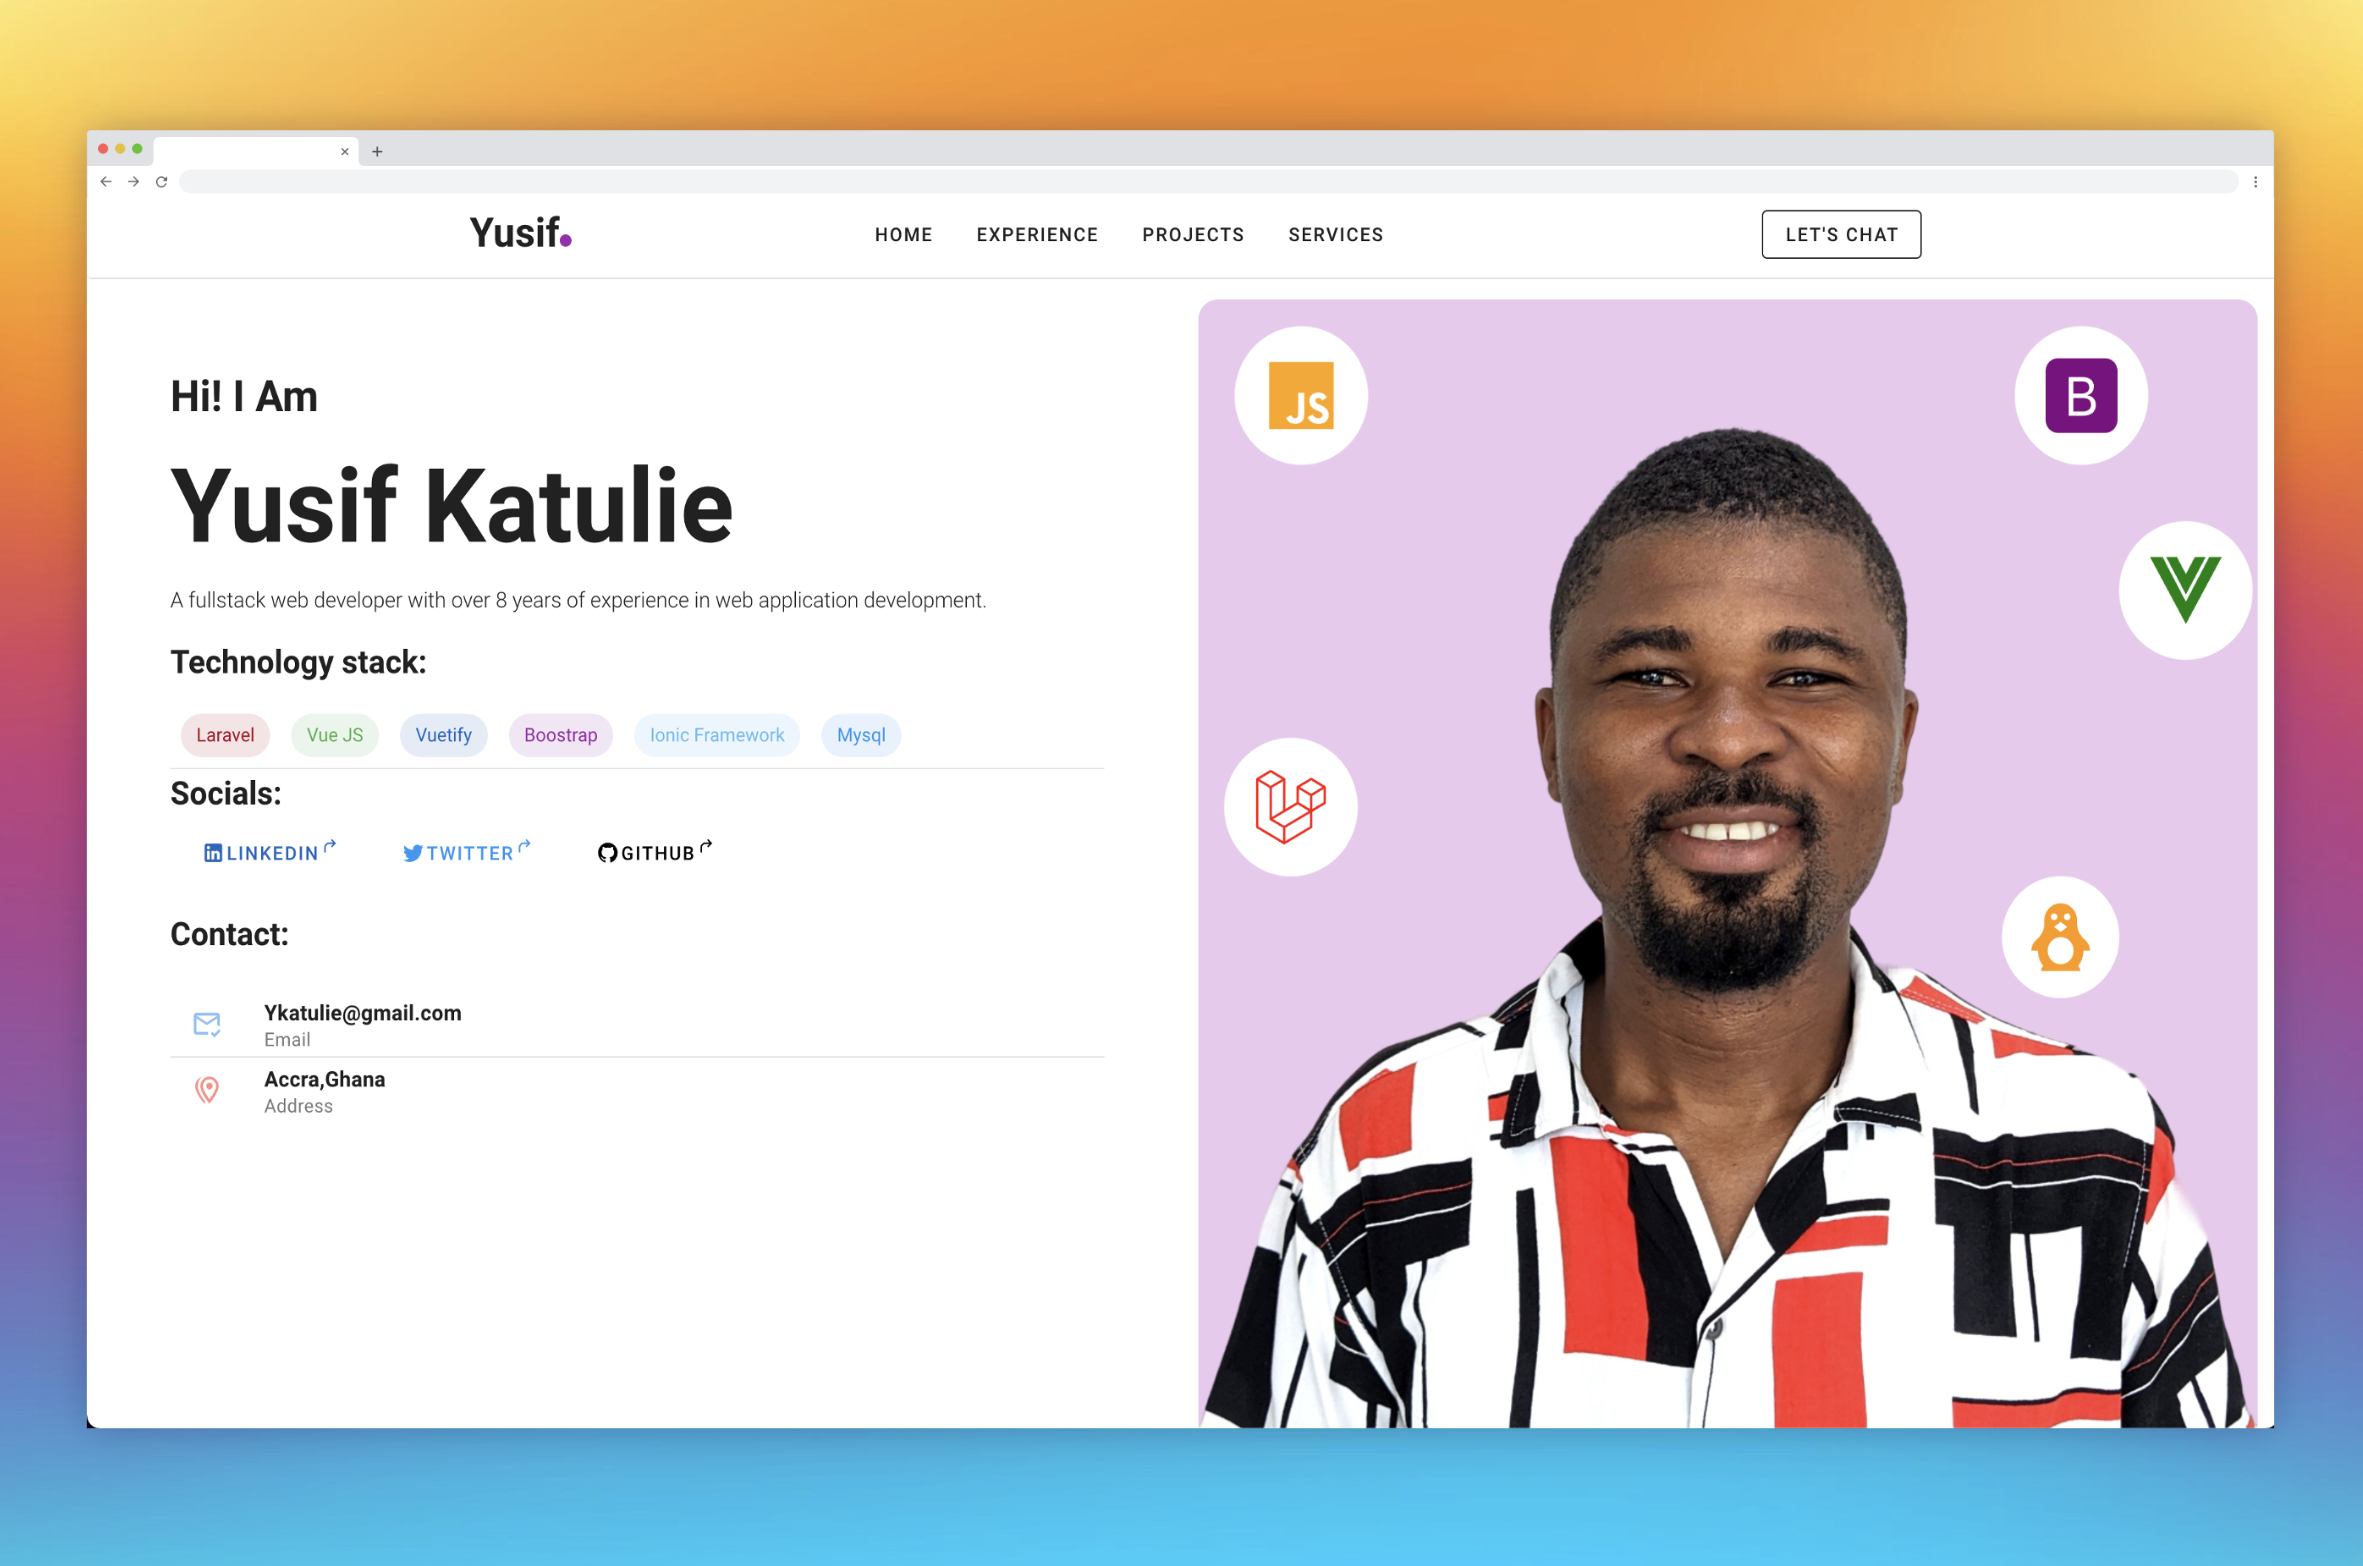 Yusif.
HOME EXPERIENCE PROJECTS SERVICES
LET'S CHAT
Hi! I Am
Yusif Katulie
A fullstack web developer with over 8 years of experience in web application development.
Technology stack:
Laravel Vue JS Vuetify Boostrap Ionic Framework Mysql
Socials:
LINKEDIN TWITTER GITHUB
Contact:
Ykatulie@gmail.com
Email
Accra,Ghana
Address
JS
B